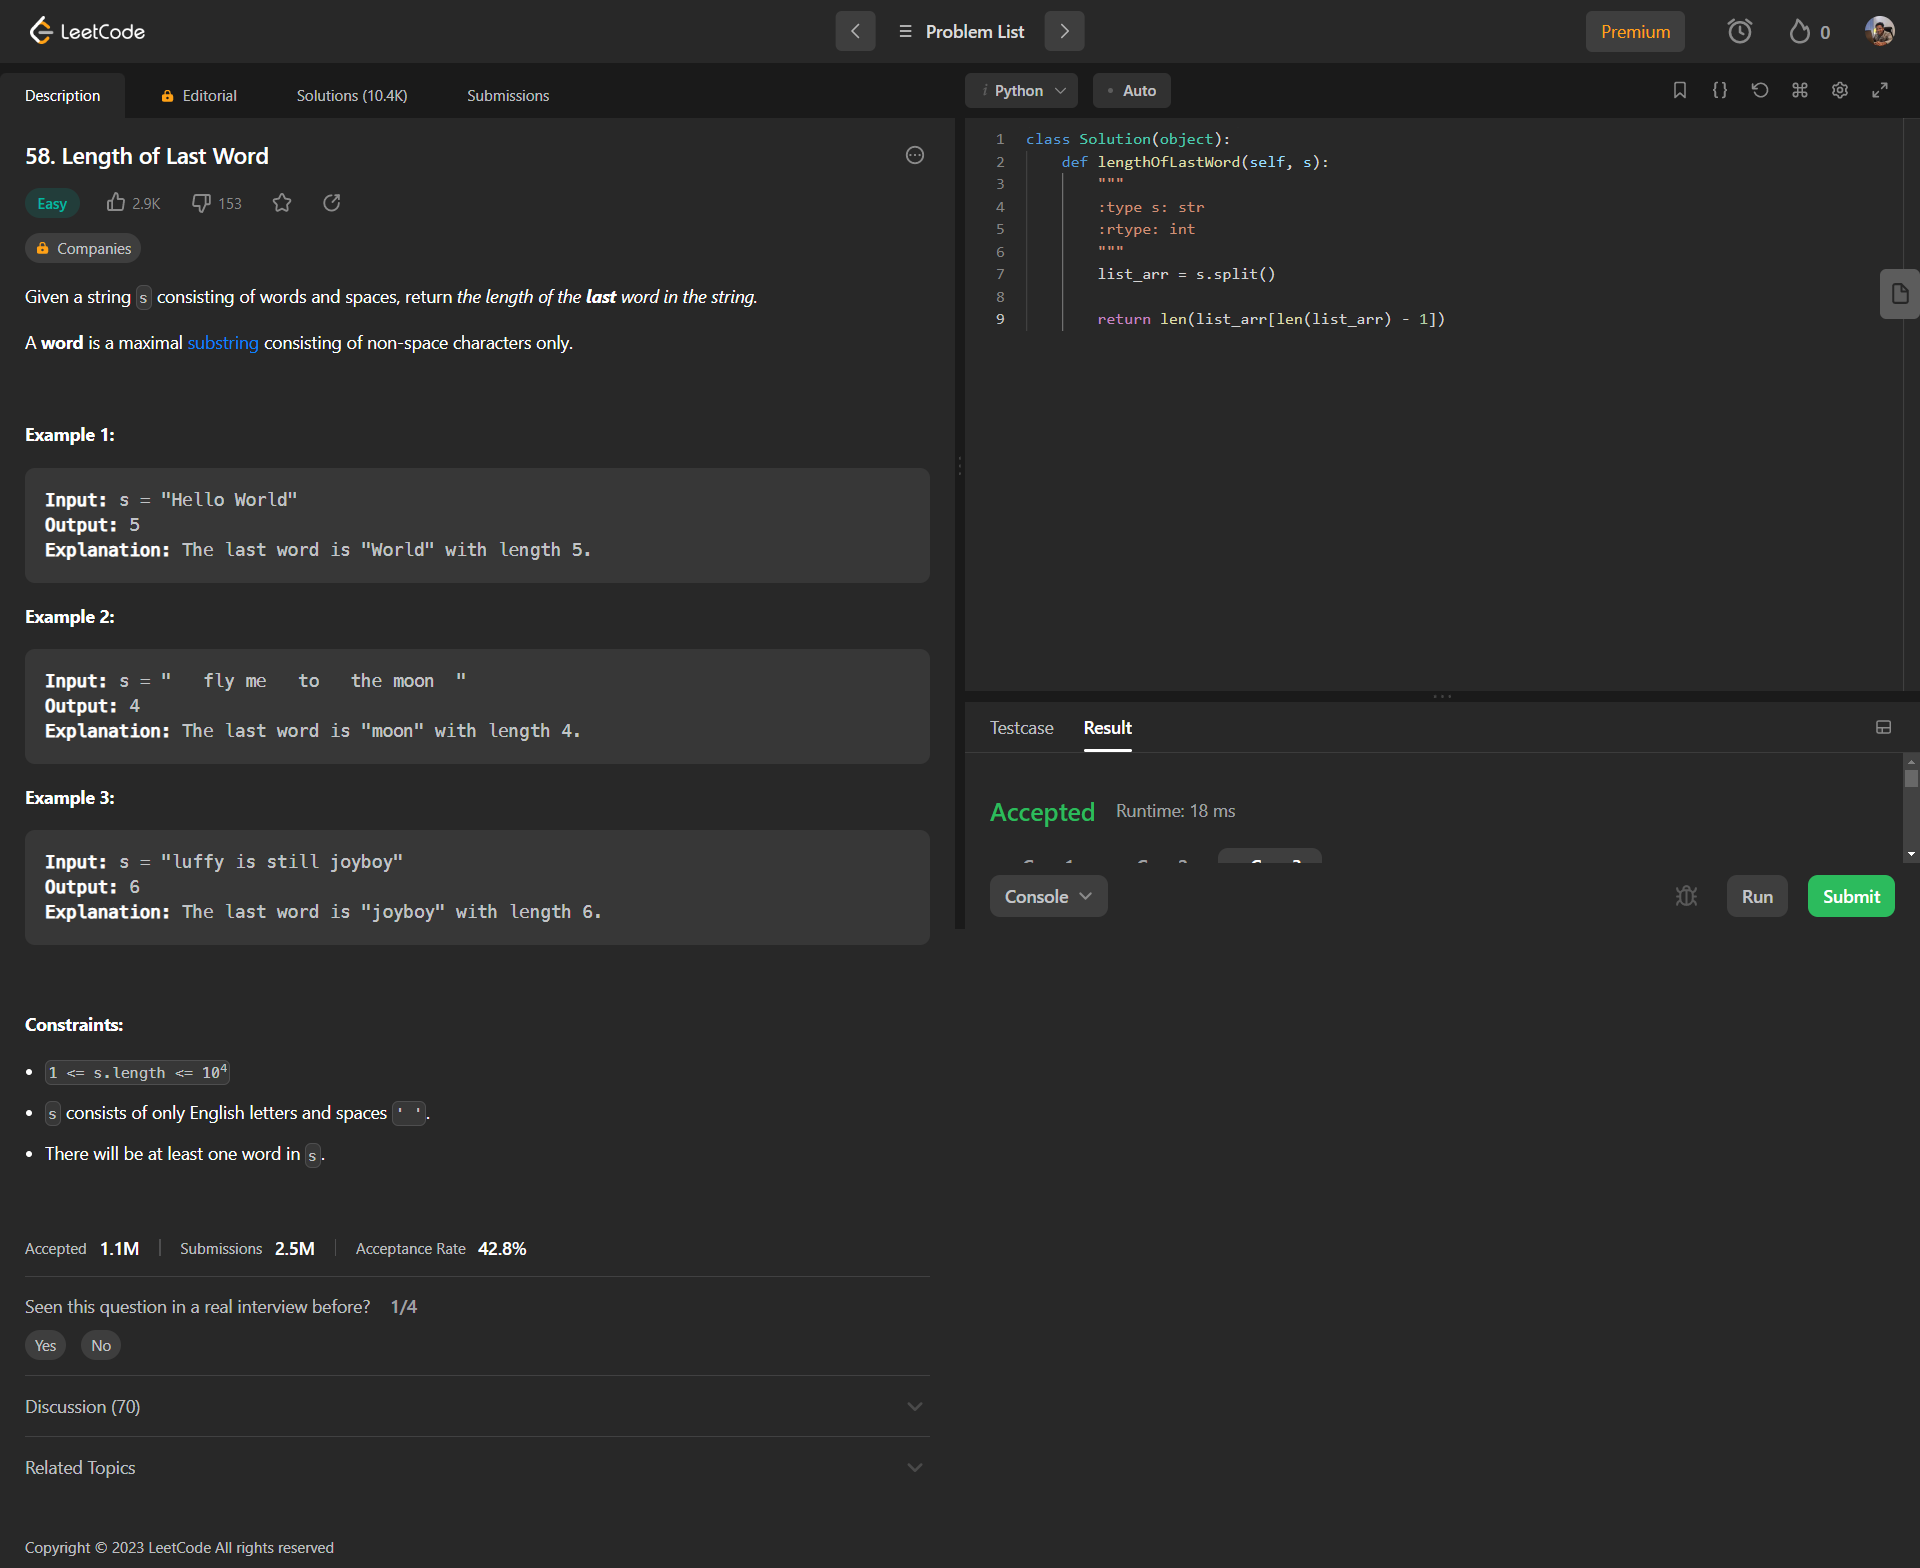 LeetCode
Problem List
Premium
0
Description
Editorial
Solutions (10.4K)
Submissions
58. Length of Last Word
Easy
2.9K
153
Companies
Given a string s consisting of words and spaces, return the length of the last word in the string.
A word is a maximal substring consisting of non-space characters only.
Example 1:
Input: s = "Hello World"
Output: 5
Explanation: The last word is "World" with length 5.
Example 2:
Input: s = "   fly me   to   the moon  "
Output: 4
Explanation: The last word is "moon" with length 4.
Example 3:
Input: s = "luffy is still joyboy"
Output: 6
Explanation: The last word is "joyboy" with length 6.
Constraints:
• 1 <= s.length <= 10⁴
• s consists of only English letters and spaces ' '.
• There will be at least one word in s.
Accepted 1.1M
Submissions 2.5M
Acceptance Rate 42.8%
Seen this question in a real interview before? 1/4
Yes No
Discussion (70)
Related Topics
Copyright © 2023 LeetCode All rights reserved
i Python
• Auto
1 class Solution(object):
2     def lengthOfLastWord(self, s):
3         """
4         :type s: str
5         :rtype: int
6         """
7         list_arr = s.split()
8
9         return len(list_arr[len(list_arr) - 1])
Testcase
Result
Accepted Runtime: 18 ms
Console
Run
Submit